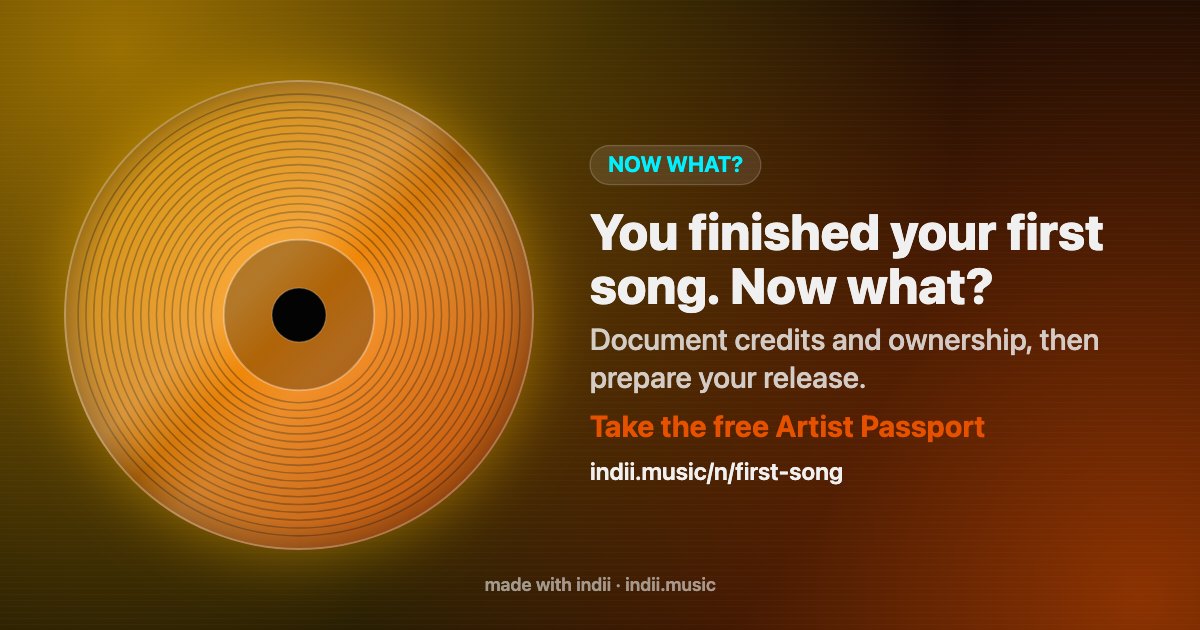 NOW WHAT?
You finished your first
song. Now what?
Document credits and ownership, then
prepare your release.
Take the free Artist Passport
indii.music/n/first-song
made with indii · indii.music